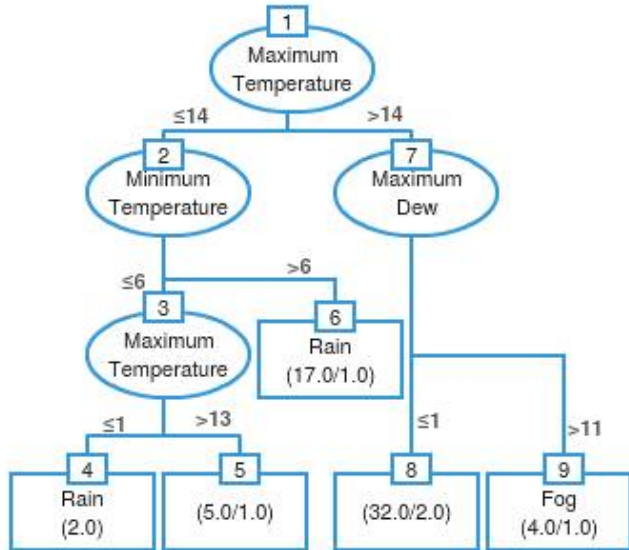 1
Maximum
Temperature
≤14
>14
2
Minimum
Temperature
7
Maximum
Dew
≤6
>6
3
Maximum
Temperature
6
Rain
(17.0/1.0)
≤1
>13
≤1
>11
4
Rain
(2.0)
5
(5.0/1.0)
8
(32.0/2.0)
9
Fog
(4.0/1.0)